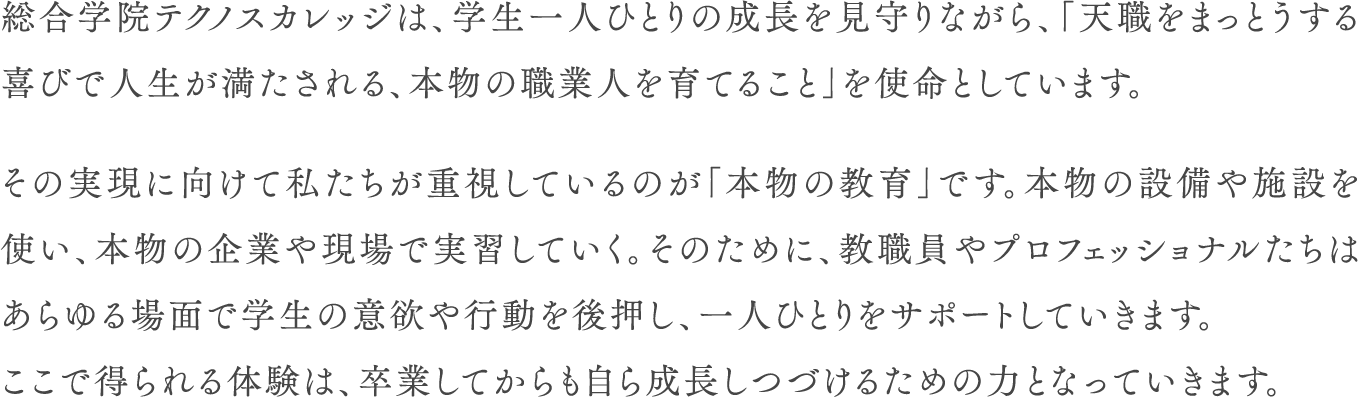 総合学院テクノスカレッジは、学生一人ひとりの成長を見守りながら、「天職をまっとうする
喜びで人生が満たされる、本物の職業人を育てること」を使命としています。
その実現に向けて私たちが重視しているのが「本物の教育」です。本物の設備や施設を
使い、本物の企業や現場で実習していく。そのために、教職員やプロフェッショナルたちは
あらゆる場面で学生の意欲や行動を後押し、一人ひとりをサポートしていきます。
ここで得られる体験は、卒業してからも自ら成長しつづけるための力となっていきます。